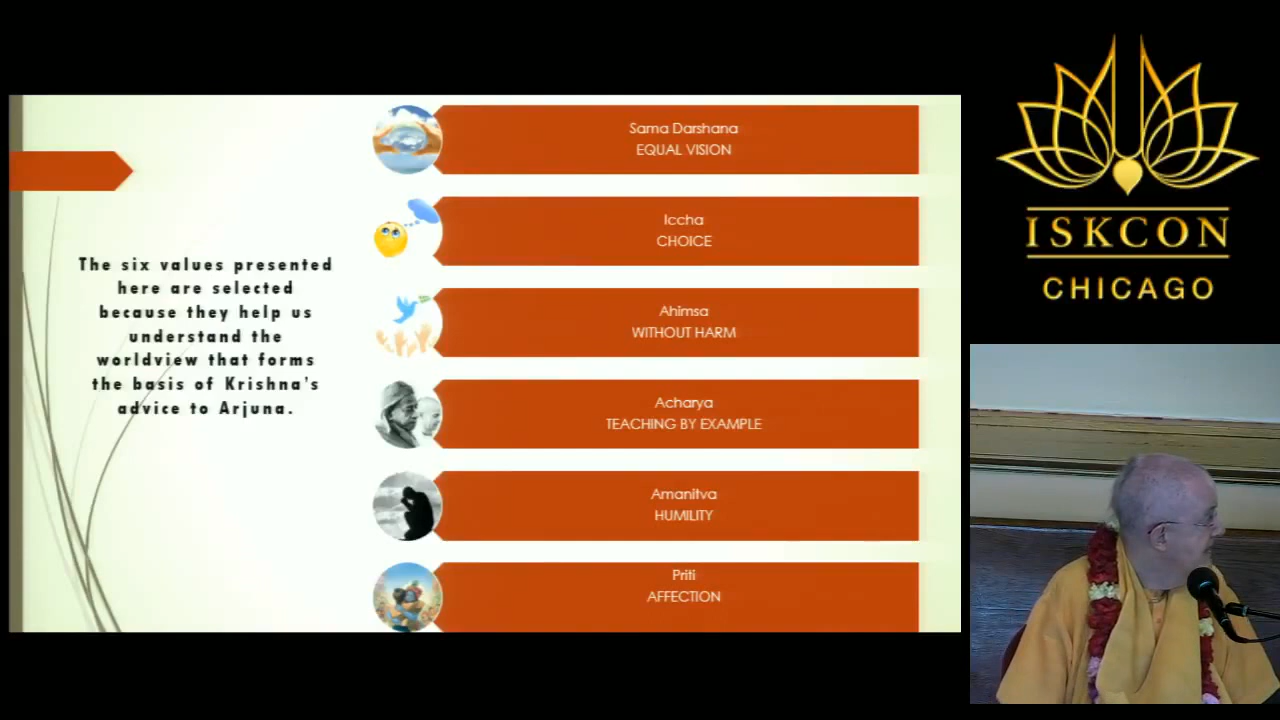 The six values presented
here are selected
because they help us
understand the
worldview that forms
the basis of Krishna's
advice to Arjuna.
Sama Darshana
EQUAL VISION
Iccha
CHOICE
Ahimsa
WITHOUT HARM
Acharya
TEACHING BY EXAMPLE
Amanitva
HUMILITY
Priti
AFFECTION
ISKCON
CHICAGO